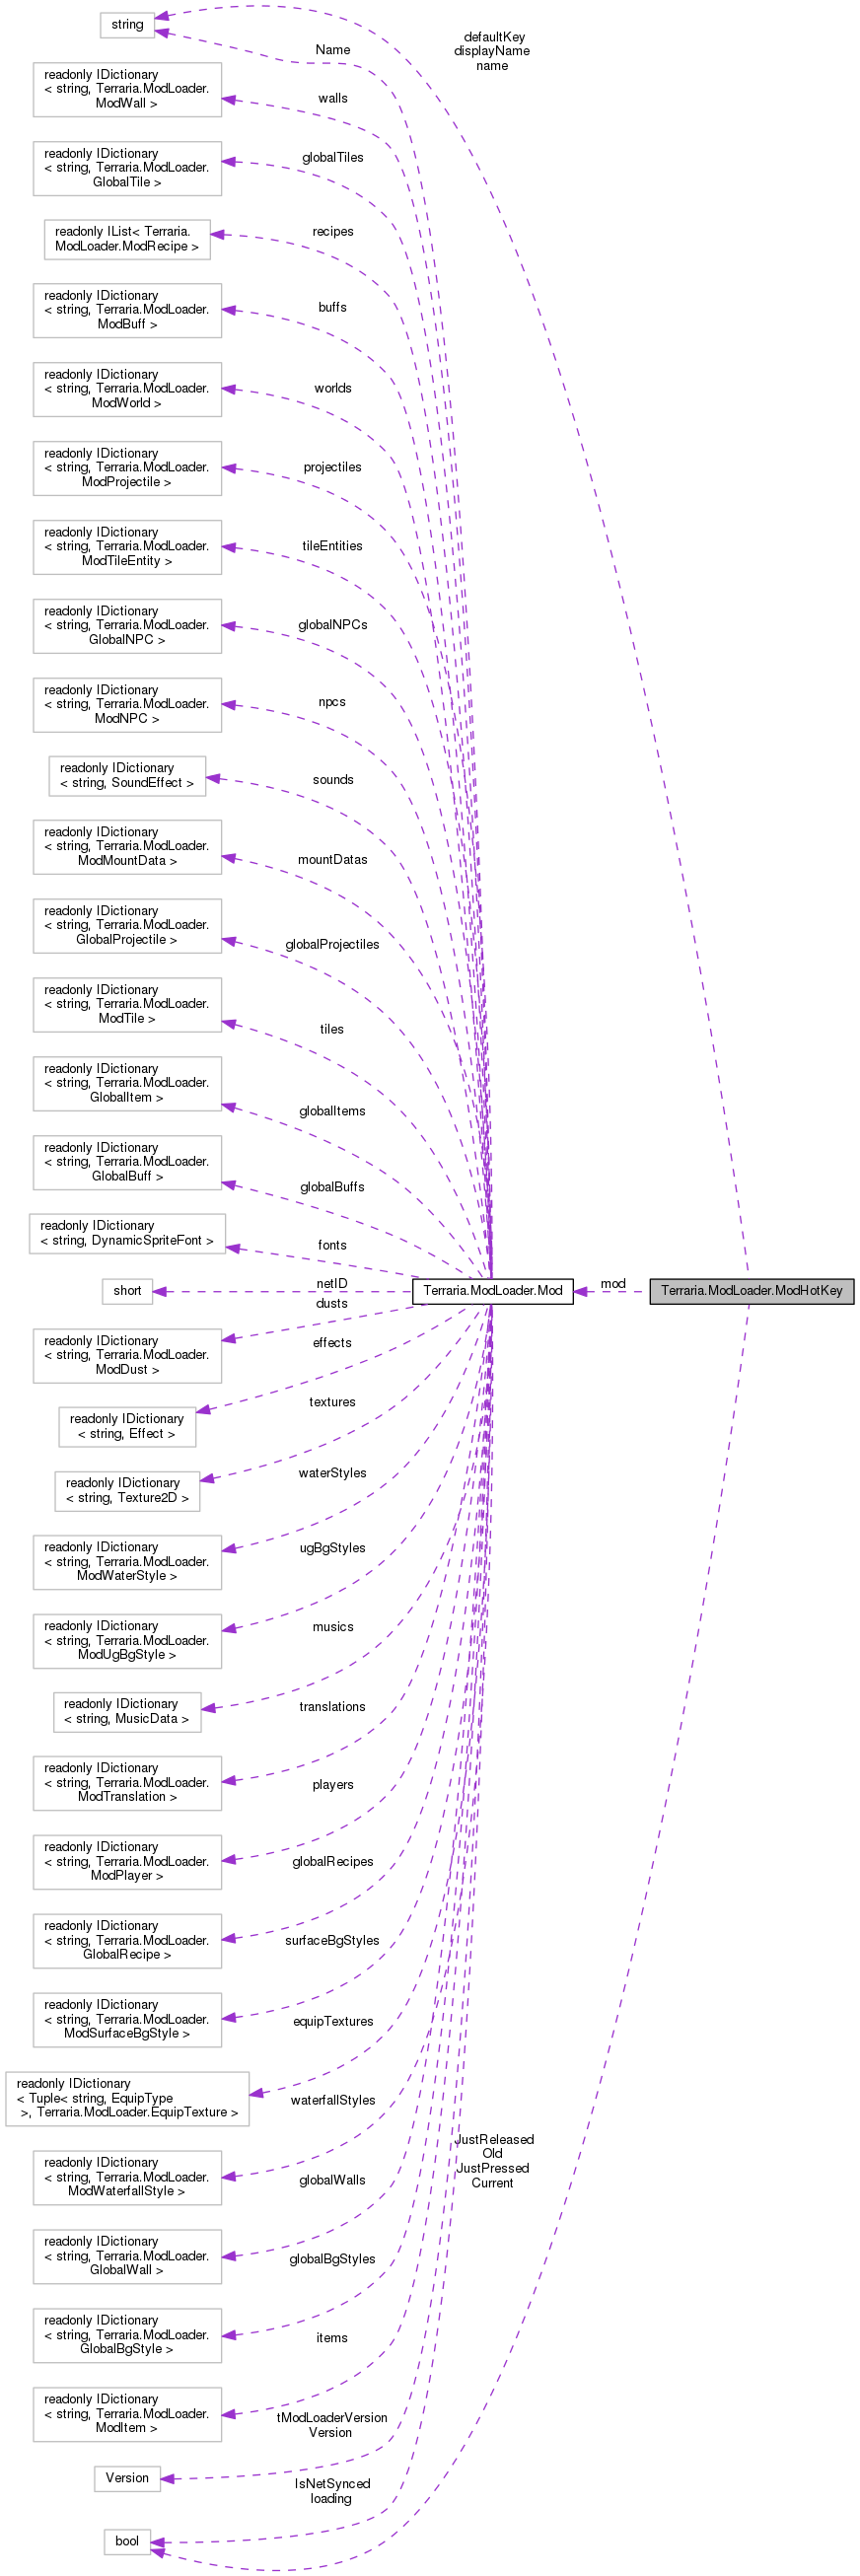 string
defaultKey
displayName
name
Name
readonly IDictionary
< string, Terraria.ModLoader.
ModWall >
walls
readonly IDictionary
< string, Terraria.ModLoader.
GlobalTile >
globalTiles
readonly IList< Terraria.
ModLoader.ModRecipe >
recipes
readonly IDictionary
< string, Terraria.ModLoader.
ModBuff >
buffs
readonly IDictionary
< string, Terraria.ModLoader.
ModWorld >
worlds
readonly IDictionary
< string, Terraria.ModLoader.
ModProjectile >
projectiles
readonly IDictionary
< string, Terraria.ModLoader.
ModTileEntity >
tileEntities
readonly IDictionary
< string, Terraria.ModLoader.
GlobalNPC >
globalNPCs
readonly IDictionary
< string, Terraria.ModLoader.
ModNPC >
npcs
readonly IDictionary
< string, SoundEffect >
sounds
readonly IDictionary
< string, Terraria.ModLoader.
ModMountData >
mountDatas
readonly IDictionary
< string, Terraria.ModLoader.
GlobalProjectile >
globalProjectiles
readonly IDictionary
< string, Terraria.ModLoader.
ModTile >
tiles
readonly IDictionary
< string, Terraria.ModLoader.
GlobalItem >
globalItems
readonly IDictionary
< string, Terraria.ModLoader.
GlobalBuff >
globalBuffs
readonly IDictionary
< string, DynamicSpriteFont >
fonts
short
netID
Terraria.ModLoader.Mod
mod
Terraria.ModLoader.ModHotKey
dusts
readonly IDictionary
< string, Terraria.ModLoader.
ModDust >
effects
readonly IDictionary
< string, Effect >
textures
readonly IDictionary
< string, Texture2D >
waterStyles
readonly IDictionary
< string, Terraria.ModLoader.
ModWaterStyle >
ugBgStyles
readonly IDictionary
< string, Terraria.ModLoader.
ModUgBgStyle >
musics
readonly IDictionary
< string, MusicData >
translations
readonly IDictionary
< string, Terraria.ModLoader.
ModTranslation >
players
readonly IDictionary
< string, Terraria.ModLoader.
ModPlayer >
globalRecipes
readonly IDictionary
< string, Terraria.ModLoader.
GlobalRecipe >
surfaceBgStyles
readonly IDictionary
< string, Terraria.ModLoader.
ModSurfaceBgStyle >
equipTextures
readonly IDictionary
< Tuple< string, EquipType
>, Terraria.ModLoader.EquipTexture >
waterfallStyles
readonly IDictionary
< string, Terraria.ModLoader.
ModWaterfallStyle >
JustReleased
Old
JustPressed
Current
globalWalls
readonly IDictionary
< string, Terraria.ModLoader.
GlobalWall >
globalBgStyles
readonly IDictionary
< string, Terraria.ModLoader.
GlobalBgStyle >
items
readonly IDictionary
< string, Terraria.ModLoader.
ModItem >
tModLoaderVersion
Version
Version
IsNetSynced
loading
bool